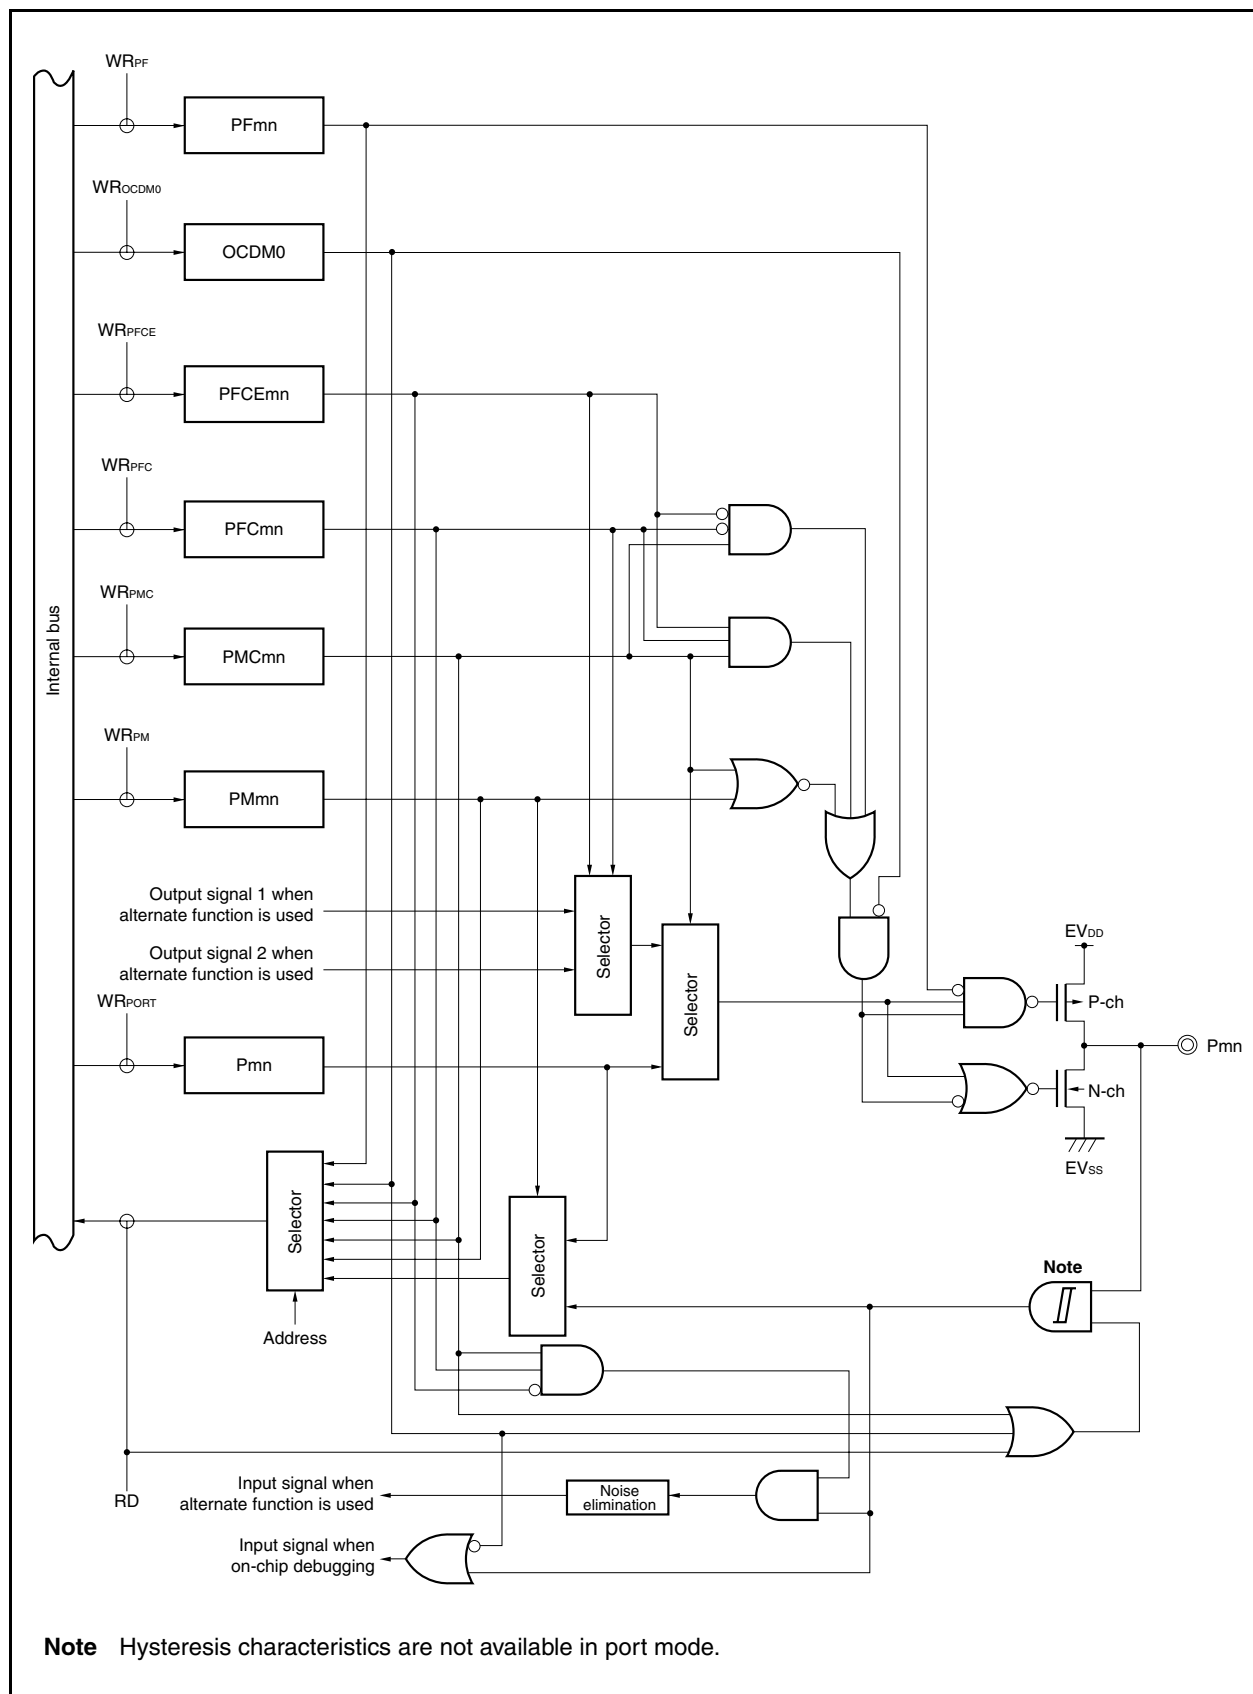 WRPF
PFmn
WROCDM0
OCDM0
WRPFCE
PFCEmn
WRPFC
PFCmn
WRPMC
PMCmn
Internal bus
WRPM
PMmn
Output signal 1 when
alternate function is used
Output signal 2 when
alternate function is used
Selector
Selector
EVDD
P-ch
WRPORT
Pmn
Pmn
N-ch
EVSS
Selector
Selector
Note
Address
RD
Input signal when
alternate function is used
Noise
elimination
Input signal when
on-chip debugging
Note Hysteresis characteristics are not available in port mode.